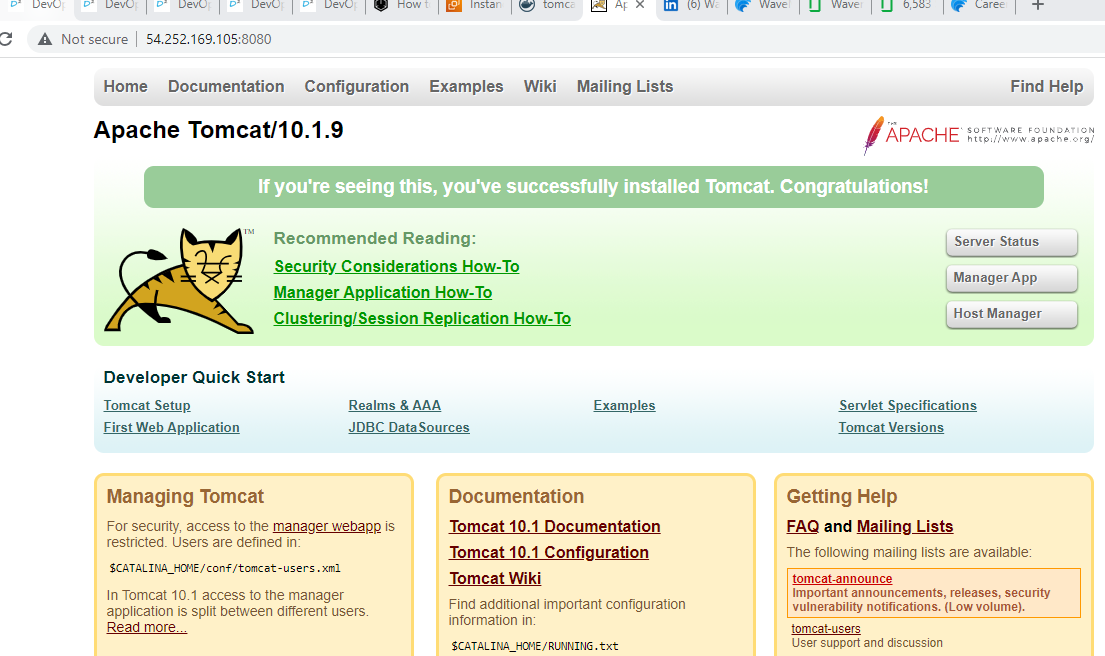 DevO
DevO
DevO
DevO
DevO
How t
Instan
tomca
Ap
(6) Wa
Wavel
Waver
6,583
Caree
Not secure
54.252.169.105:8080
Home Documentation Configuration Examples Wiki Mailing Lists Find Help
Apache Tomcat/10.1.9
THE
APACHE SOFTWARE FOUNDATION
http://www.apache.org/
If you're seeing this, you've successfully installed Tomcat. Congratulations!
TM
Recommended Reading:
Security Considerations How-To
Manager Application How-To
Clustering/Session Replication How-To
Server Status
Manager App
Host Manager
Developer Quick Start
Tomcat Setup
First Web Application
Realms & AAA
JDBC DataSources
Examples
Servlet Specifications
Tomcat Versions
Managing Tomcat
For security, access to the manager webapp is
restricted. Users are defined in:
$CATALINA_HOME/conf/tomcat-users.xml
In Tomcat 10.1 access to the manager
application is split between different users.
Read more...
Documentation
Tomcat 10.1 Documentation
Tomcat 10.1 Configuration
Tomcat Wiki
Find additional important configuration
information in:
$CATALINA_HOME/RUNNING.txt
Getting Help
FAQ and Mailing Lists
The following mailing lists are available:
tomcat-announce
Important announcements, releases, security
vulnerability notifications. (Low volume).
tomcat-users
User support and discussion